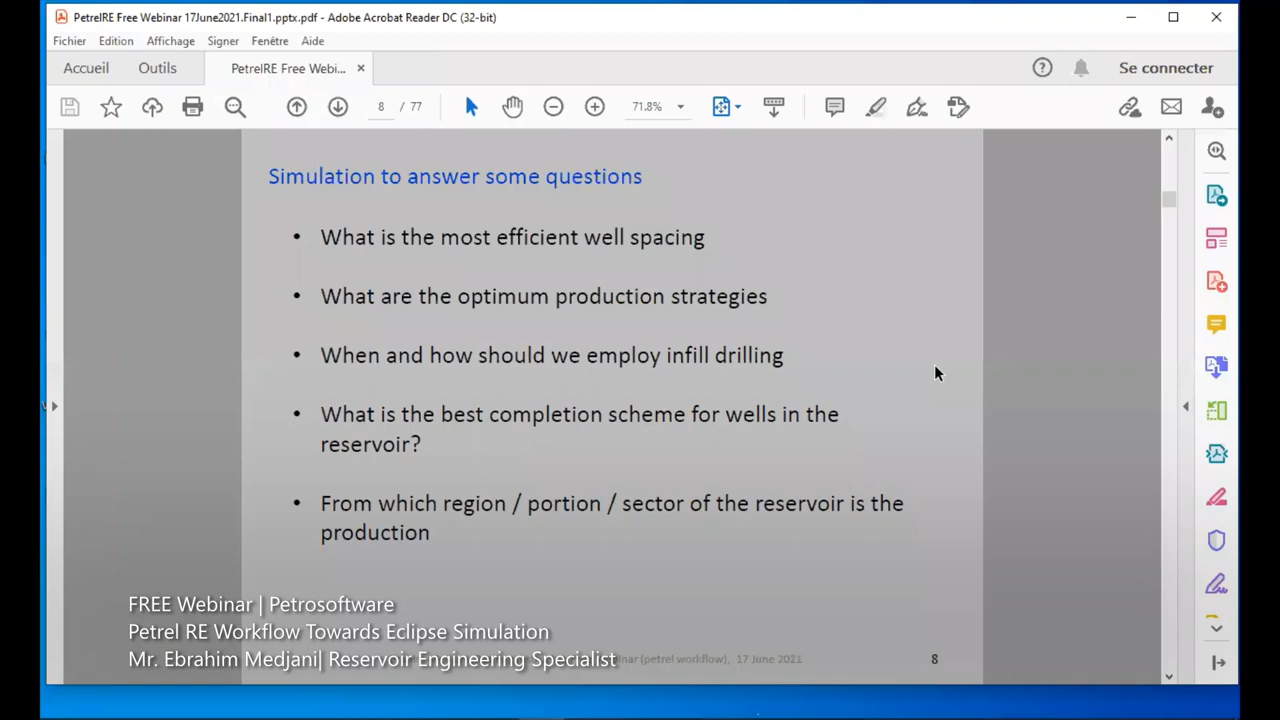 PetrelRE Free Webinar 17June2021.Final1.pptx.pdf - Adobe Acrobat Reader DC (32-bit)
Fichier Edition Affichage Signer Fenêtre Aide
Accueil Outils PetrelRE Free Webi... × Se connecter
8 / 77 71.8%
Simulation to answer some questions
• What is the most efficient well spacing
• What are the optimum production strategies
• When and how should we employ infill drilling
• What is the best completion scheme for wells in the
reservoir?
• From which region / portion / sector of the reservoir is the
production
FREE Webinar | Petrosoftware
Petrel RE Workflow Towards Eclipse Simulation
Mr. Ebrahim Medjani| Reservoir Engineering Specialist
(petrel workflow), 17 June 2021 8